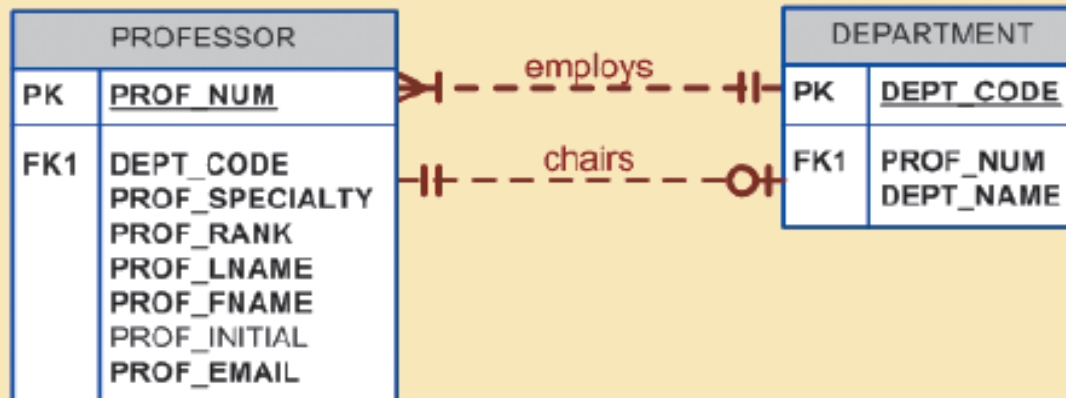 PROFESSOR
PK PROF_NUM
FK1 DEPT_CODE
PROF_SPECIALTY
PROF_RANK
PROF_LNAME
PROF_FNAME
PROF_INITIAL
PROF_EMAIL
employs
chairs
DEPARTMENT
PK DEPT_CODE
FK1 PROF_NUM
DEPT_NAME